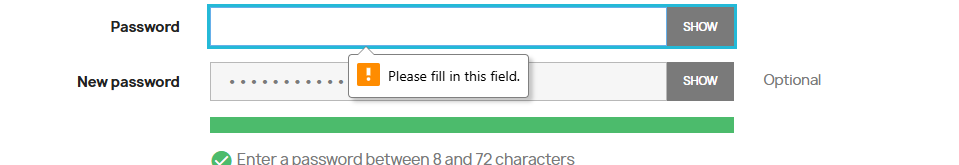 Password SHOW
Please fill in this field.
New password ••••••••••• SHOW Optional
Enter a password between 8 and 72 characters